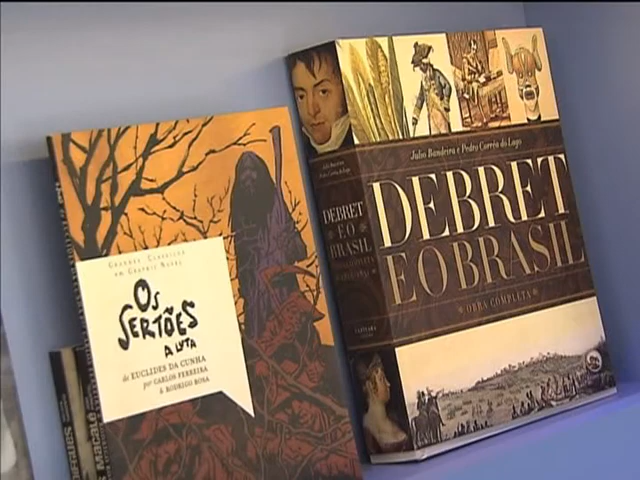 GRANDES CLÁSSICOS
EM GRAPHIC NOVEL
OS
SERTÕES
A LUTA
de EUCLIDES DA CUNHA
por CARLOS FERREIRA
& RODRIGO ROSA
Julio Bandeira e Pedro Corrêa do Lago
DEBRET
E O BRASIL
OBRA COMPLETA
DEBRET
E O
BRASIL